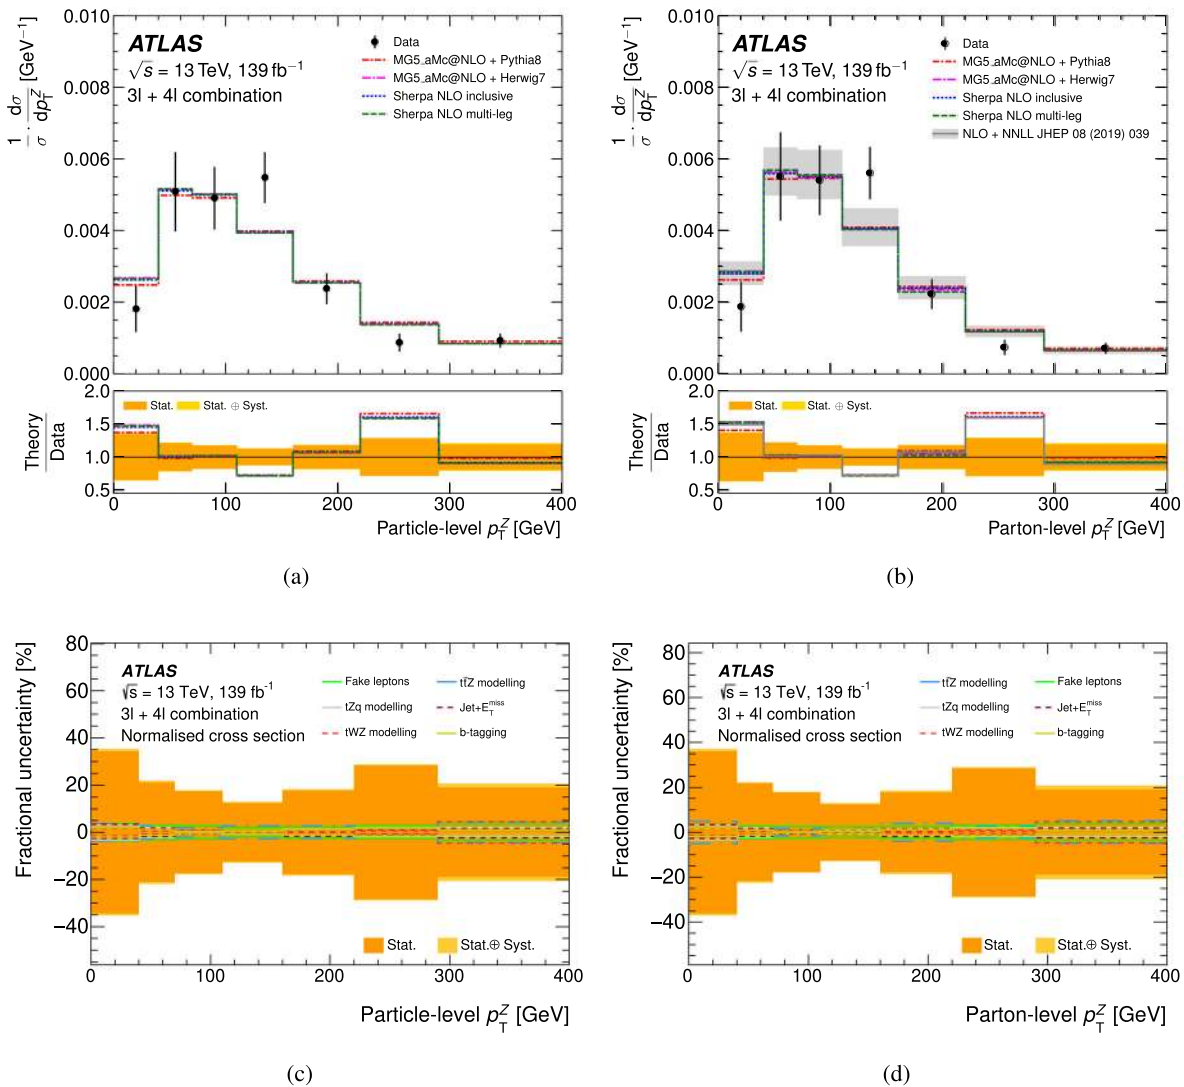 0.010
0.008
0.006
0.004
0.002
0.000
1/σ · dσ/dp_T^Z [GeV⁻¹]
ATLAS
√s = 13 TeV, 139 fb⁻¹
3l + 4l combination
Data
MG5_aMc@NLO + Pythia8
MG5_aMc@NLO + Herwig7
Sherpa NLO inclusive
Sherpa NLO multi-leg
2.0
1.5
1.0
0.5
Theory
Data
Stat. Stat. ⊕ Syst.
0 100 200 300 400
Particle-level p_T^Z [GeV]
(a)
0.010
0.008
0.006
0.004
0.002
0.000
1/σ · dσ/dp_T^Z [GeV⁻¹]
ATLAS
√s = 13 TeV, 139 fb⁻¹
3l + 4l combination
Data
MG5_aMc@NLO + Pythia8
MG5_aMc@NLO + Herwig7
Sherpa NLO inclusive
Sherpa NLO multi-leg
NLO + NNLL JHEP 08 (2019) 039
2.0
1.5
1.0
0.5
Theory
Data
Stat. Stat. ⊕ Syst.
0 100 200 300 400
Parton-level p_T^Z [GeV]
(b)
80
60
40
20
0
−20
−40
Fractional uncertainty [%]
ATLAS
√s = 13 TeV, 139 fb⁻¹
3l + 4l combination
Normalised cross section
Fake leptons tt̄Z modelling
tZq modelling Jet+E_T^miss
tWZ modelling b-tagging
Stat. Stat.⊕ Syst.
0 100 200 300 400
Particle-level p_T^Z [GeV]
(c)
80
60
40
20
0
−20
−40
Fractional uncertainty [%]
ATLAS
√s = 13 TeV, 139 fb⁻¹
3l + 4l combination
Normalised cross section
tt̄Z modelling Fake leptons
tZq modelling Jet+E_T^miss
tWZ modelling b-tagging
Stat. Stat.⊕ Syst.
0 100 200 300 400
Parton-level p_T^Z [GeV]
(d)